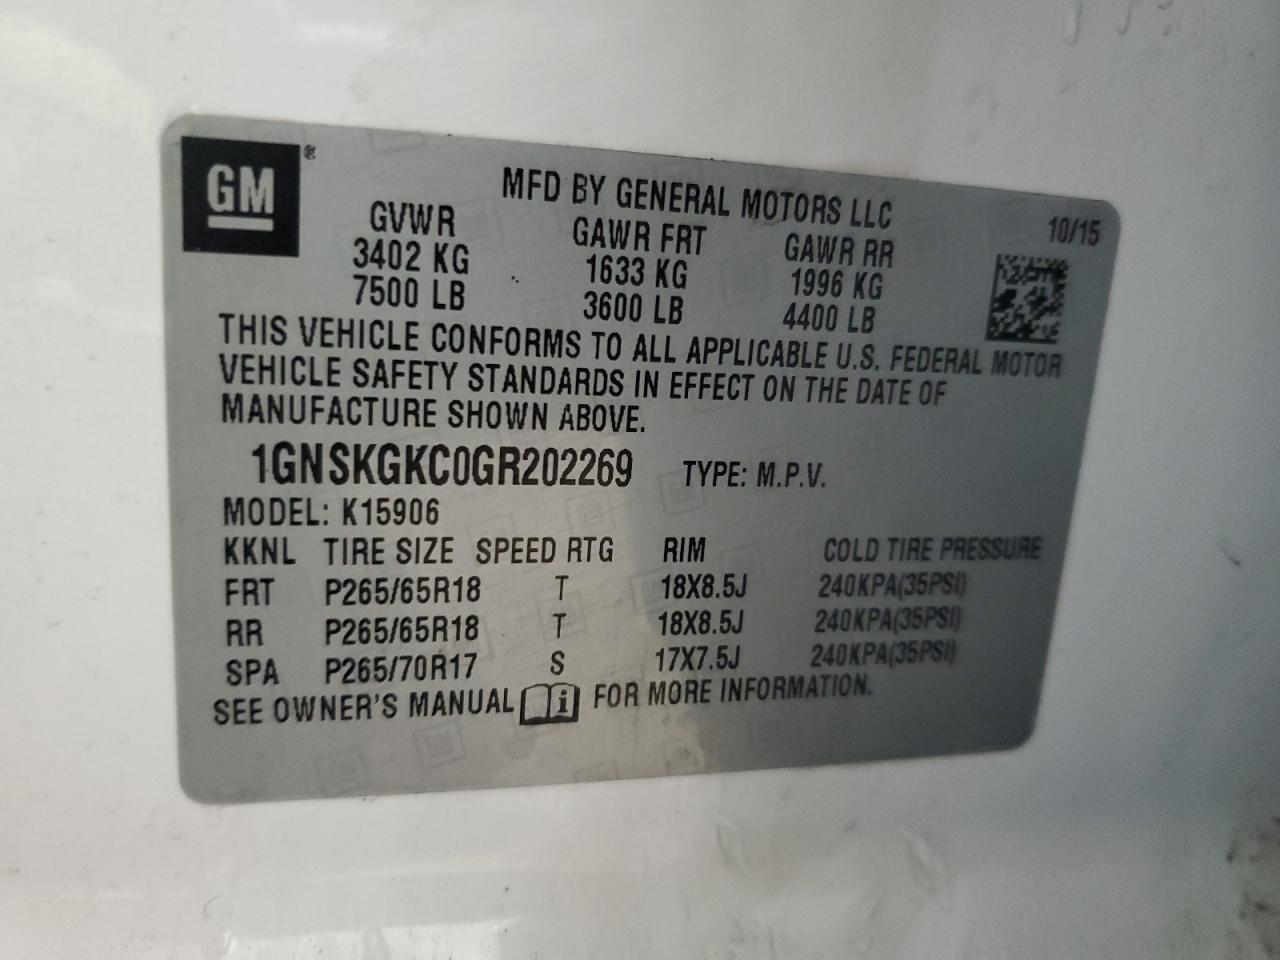 GM ®
MFD BY GENERAL MOTORS LLC
10/15
GVWR GAWR FRT GAWR RR
3402 KG 1633 KG 1996 KG
7500 LB 3600 LB 4400 LB
THIS VEHICLE CONFORMS TO ALL APPLICABLE U.S. FEDERAL MOTOR
VEHICLE SAFETY STANDARDS IN EFFECT ON THE DATE OF
MANUFACTURE SHOWN ABOVE.
1GNSKGKC0GR202269 TYPE: M.P.V.
MODEL: K15906
KKNL TIRE SIZE SPEED RTG RIM COLD TIRE PRESSURE
FRT P265/65R18 T 18X8.5J 240KPA(35PSI)
RR P265/65R18 T 18X8.5J 240KPA(35PSI)
SPA P265/70R17 S 17X7.5J 240KPA(35PSI)
SEE OWNER'S MANUAL i FOR MORE INFORMATION.